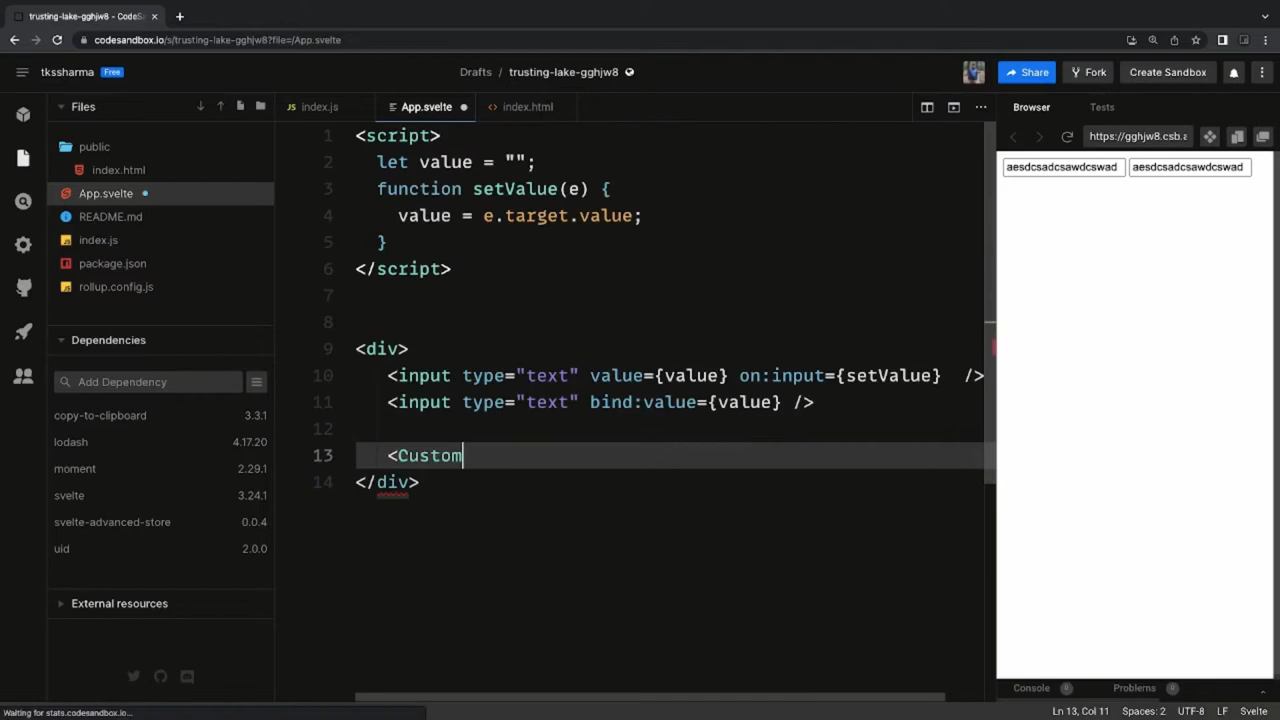 trusting-lake-gghjw8 - CodeSa
codesandbox.io/s/trusting-lake-gghjw8?file=/App.svelte
tkssharma
Free
Drafts / trusting-lake-gghjw8
Share
Fork
Create Sandbox
Files
index.js
App.svelte
index.html
Browser
Tests
https://gghjw8.csb.a
public
index.html
App.svelte
README.md
index.js
package.json
rollup.config.js
Dependencies
Add Dependency
copy-to-clipboard 3.3.1
lodash 4.17.20
moment 2.29.1
svelte 3.24.1
svelte-advanced-store 0.0.4
uid 2.0.0
External resources
1 <script>
2 let value = "";
3 function setValue(e) {
4 value = e.target.value;
5 }
6 </script>
7
8
9 <div>
10 <input type="text" value={value} on:input={setValue} />
11 <input type="text" bind:value={value} />
12
13 <Custom
14 </div>
aesdcsadcsawdcswad aesdcsadcsawdcswad
Console 0 Problems 0
Waiting for stats.codesandbox.io...
Ln 13, Col 11 Spaces: 2 UTF-8 LF Svelte